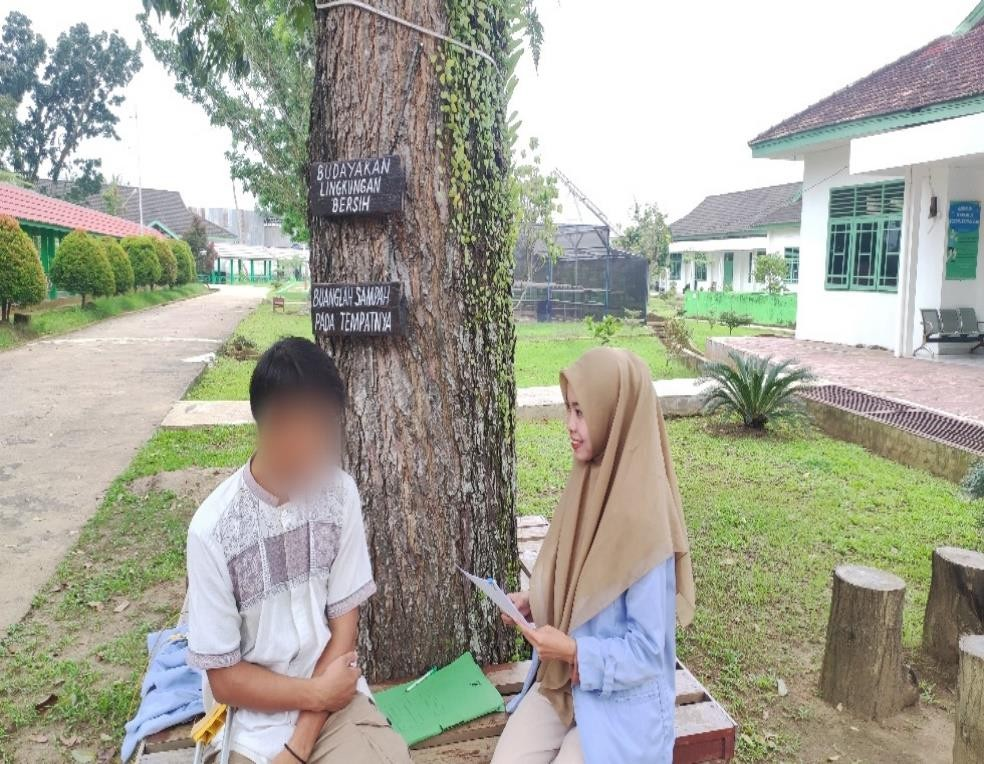 BUDAYAKAN
LINGKUNGAN
BERSIH
BUANGLAH SAMPAH
PADA TEMPATNYA